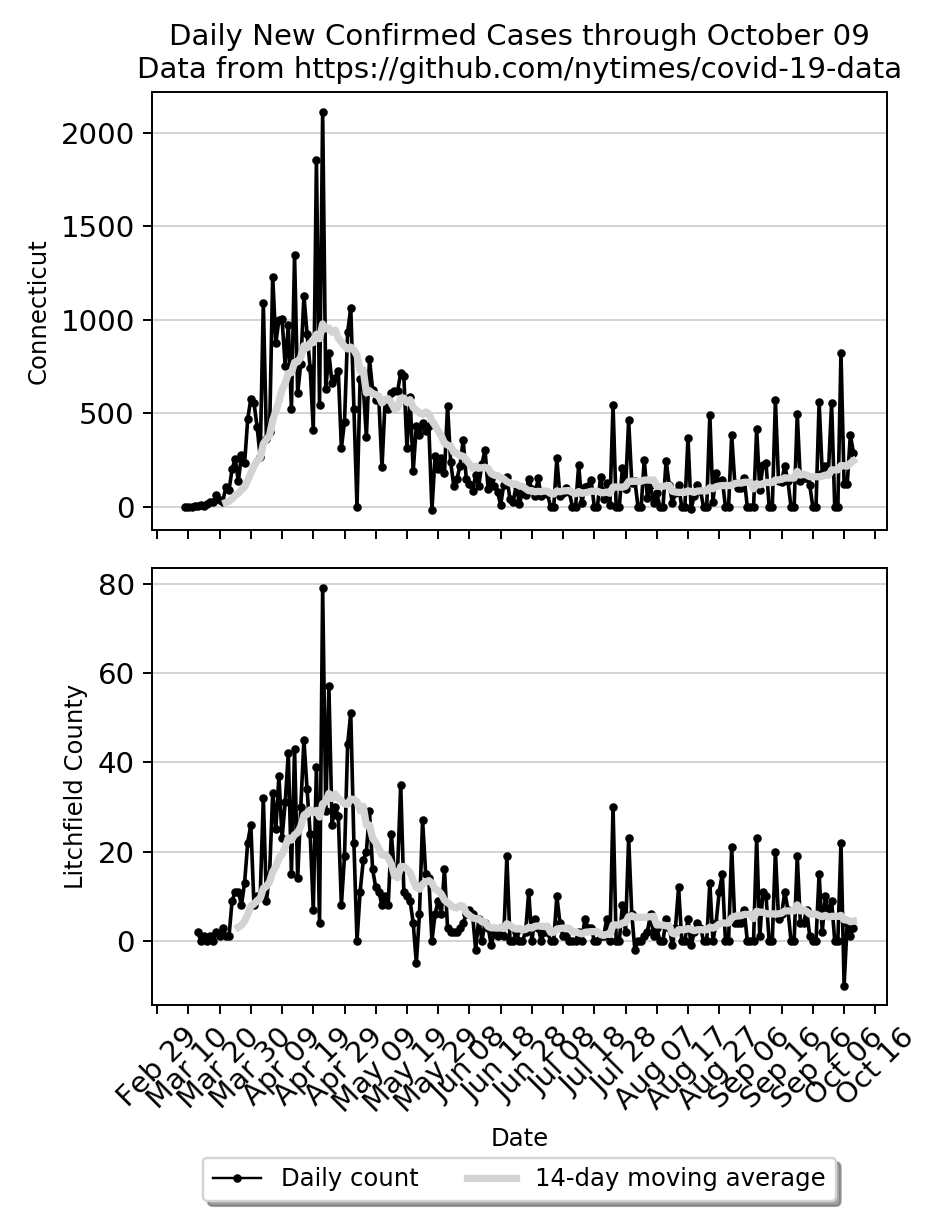 Daily New Confirmed Cases through October 09
Data from https://github.com/nytimes/covid-19-data
Connecticut
2000
1500
1000
500
0
Litchfield County
80
60
40
20
0
Feb 29
Mar 10
Mar 20
Mar 30
Apr 09
Apr 19
Apr 29
May 09
May 19
May 29
Jun 08
Jun 18
Jun 28
Jul 08
Jul 18
Jul 28
Aug 07
Aug 17
Aug 27
Sep 06
Sep 16
Sep 26
Oct 06
Oct 16
Date
Daily count
14-day moving average